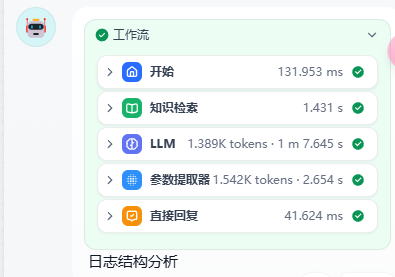 工作流
开始 131.953 ms
知识检索 1.431 s
LLM 1.389K tokens · 1 m 7.645 s
参数提取器 1.542K tokens · 2.654 s
直接回复 41.624 ms
日志结构分析